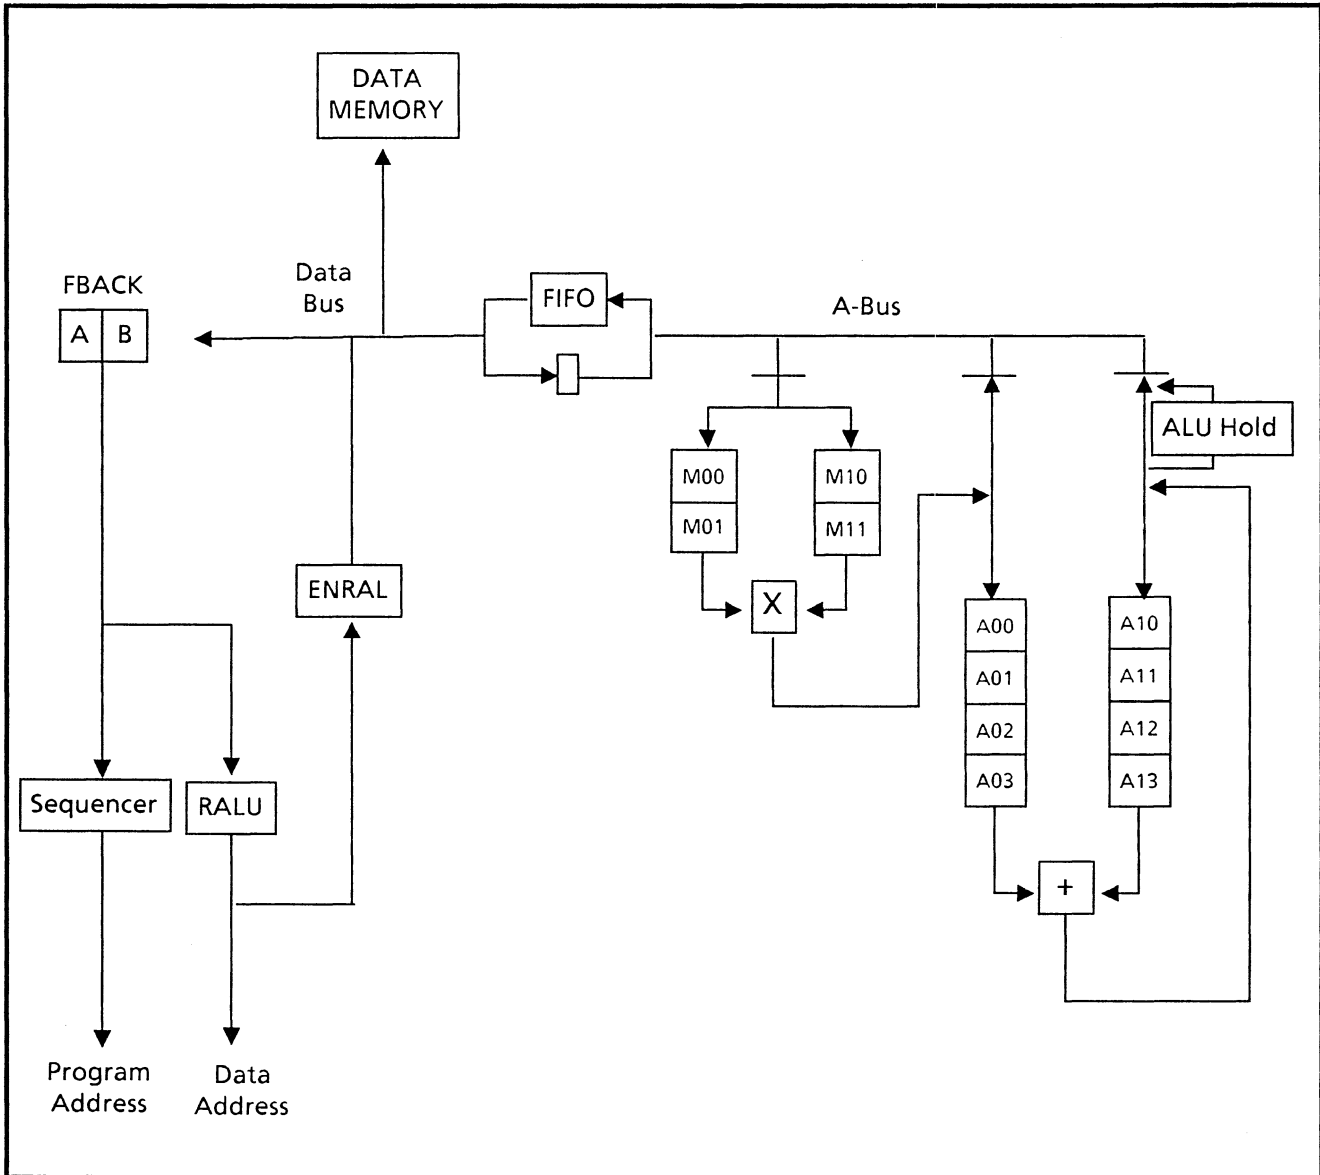 DATA
MEMORY
FBACK
A B
Data
Bus
FIFO
A-Bus
ALU Hold
M00
M01
M10
M11
X
ENRAL
A00
A01
A02
A03
A10
A11
A12
A13
Sequencer
RALU
+
Program
Address
Data
Address